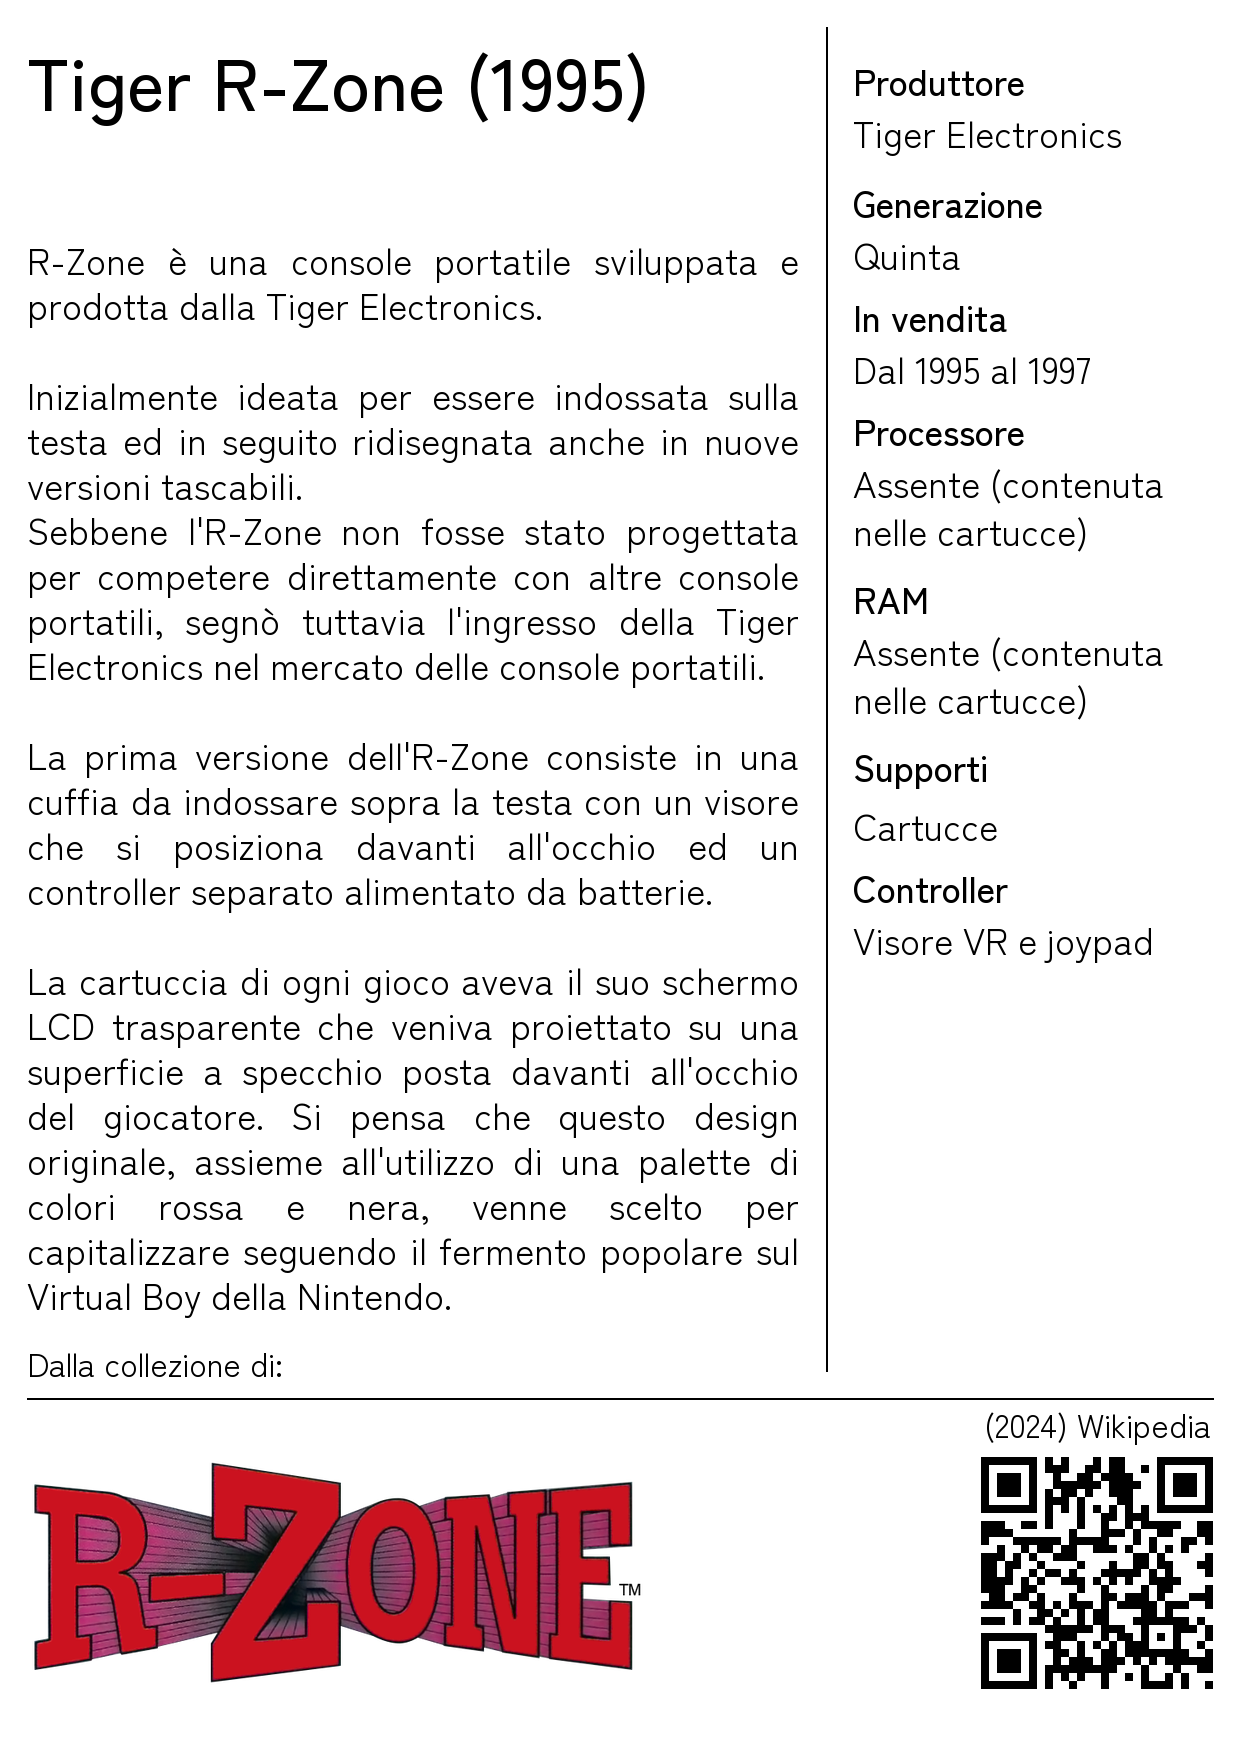 Tiger R-Zone (1995)
R-Zone è una console portatile sviluppata e
prodotta dalla Tiger Electronics.
Inizialmente ideata per essere indossata sulla
testa ed in seguito ridisegnata anche in nuove
versioni tascabili.
Sebbene l'R-Zone non fosse stato progettata
per competere direttamente con altre console
portatili, segnò tuttavia l'ingresso della Tiger
Electronics nel mercato delle console portatili.
La prima versione dell'R-Zone consiste in una
cuffia da indossare sopra la testa con un visore
che si posiziona davanti all'occhio ed un
controller separato alimentato da batterie.
La cartuccia di ogni gioco aveva il suo schermo
LCD trasparente che veniva proiettato su una
superficie a specchio posta davanti all'occhio
del giocatore. Si pensa che questo design
originale, assieme all'utilizzo di una palette di
colori rossa e nera, venne scelto per
capitalizzare seguendo il fermento popolare sul
Virtual Boy della Nintendo.
Dalla collezione di:
Produttore
Tiger Electronics
Generazione
Quinta
In vendita
Dal 1995 al 1997
Processore
Assente (contenuta
nelle cartucce)
RAM
Assente (contenuta
nelle cartucce)
Supporti
Cartucce
Controller
Visore VR e joypad
(2024) Wikipedia
R-ZONE™